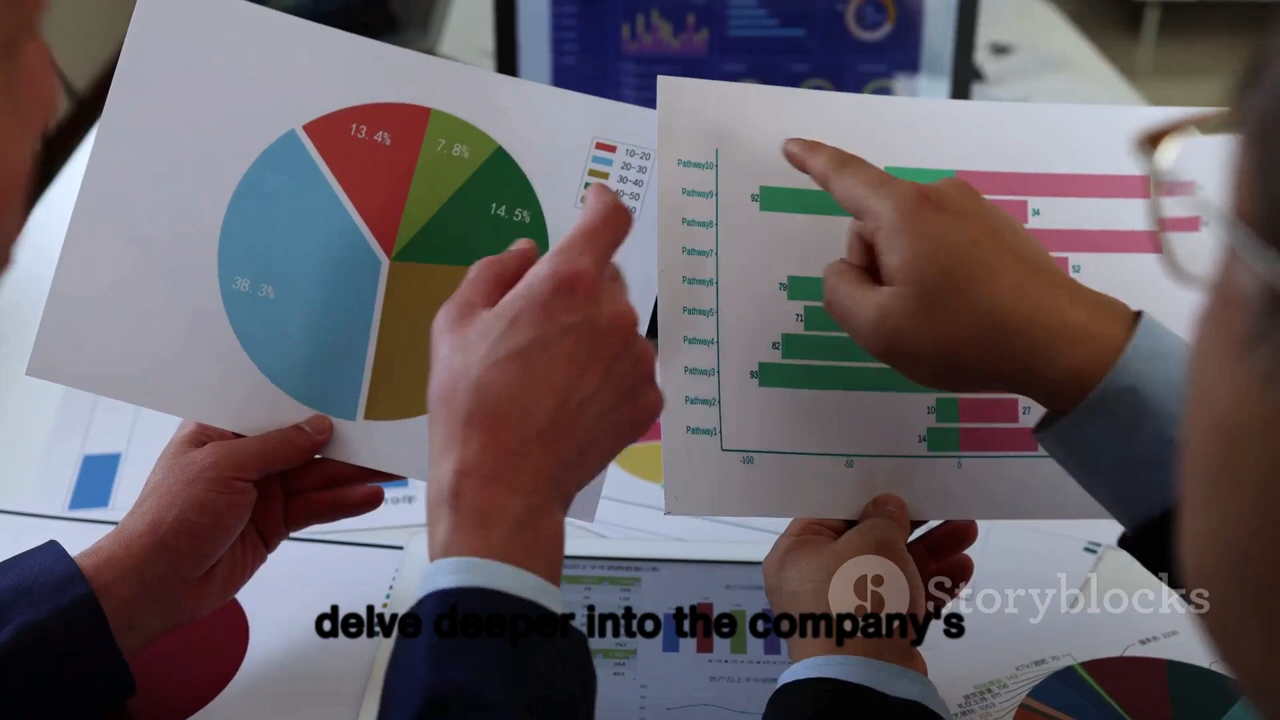 13.4%
7.8%
14.5%
38.3%
10-20
20-30
30-40
40-50
Pathway10
Pathway9
92
34
Pathway8
Pathway7
52
Pathway6
79
Pathway5
71
Pathway4
82
Pathway3
93
Pathway2
10
27
Pathway1
14
-100
-50
0
Storyblocks
delve deeper into the company's